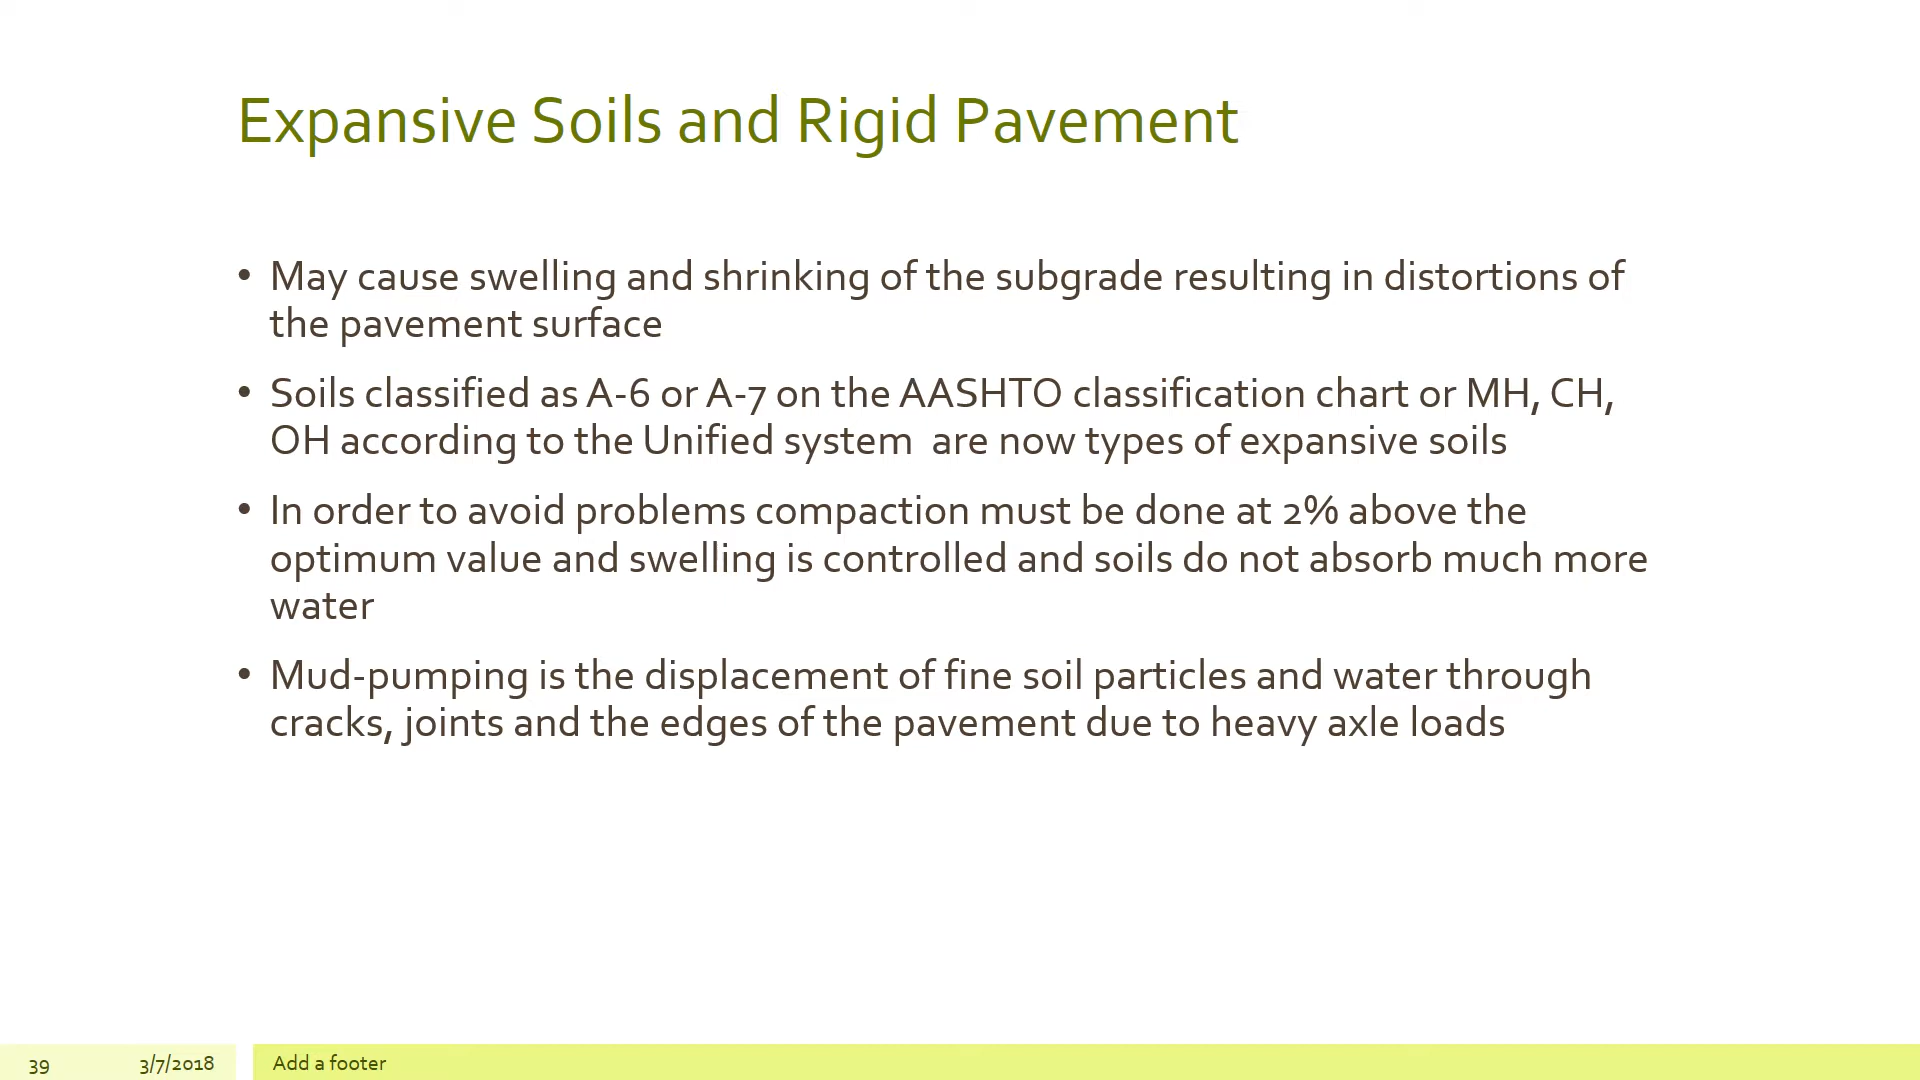 Expansive Soils and Rigid Pavement
• May cause swelling and shrinking of the subgrade resulting in distortions of
the pavement surface
• Soils classified as A-6 or A-7 on the AASHTO classification chart or MH, CH,
OH according to the Unified system  are now types of expansive soils
• In order to avoid problems compaction must be done at 2% above the
optimum value and swelling is controlled and soils do not absorb much more
water
• Mud-pumping is the displacement of fine soil particles and water through
cracks, joints and the edges of the pavement due to heavy axle loads
39 3/7/2018 Add a footer